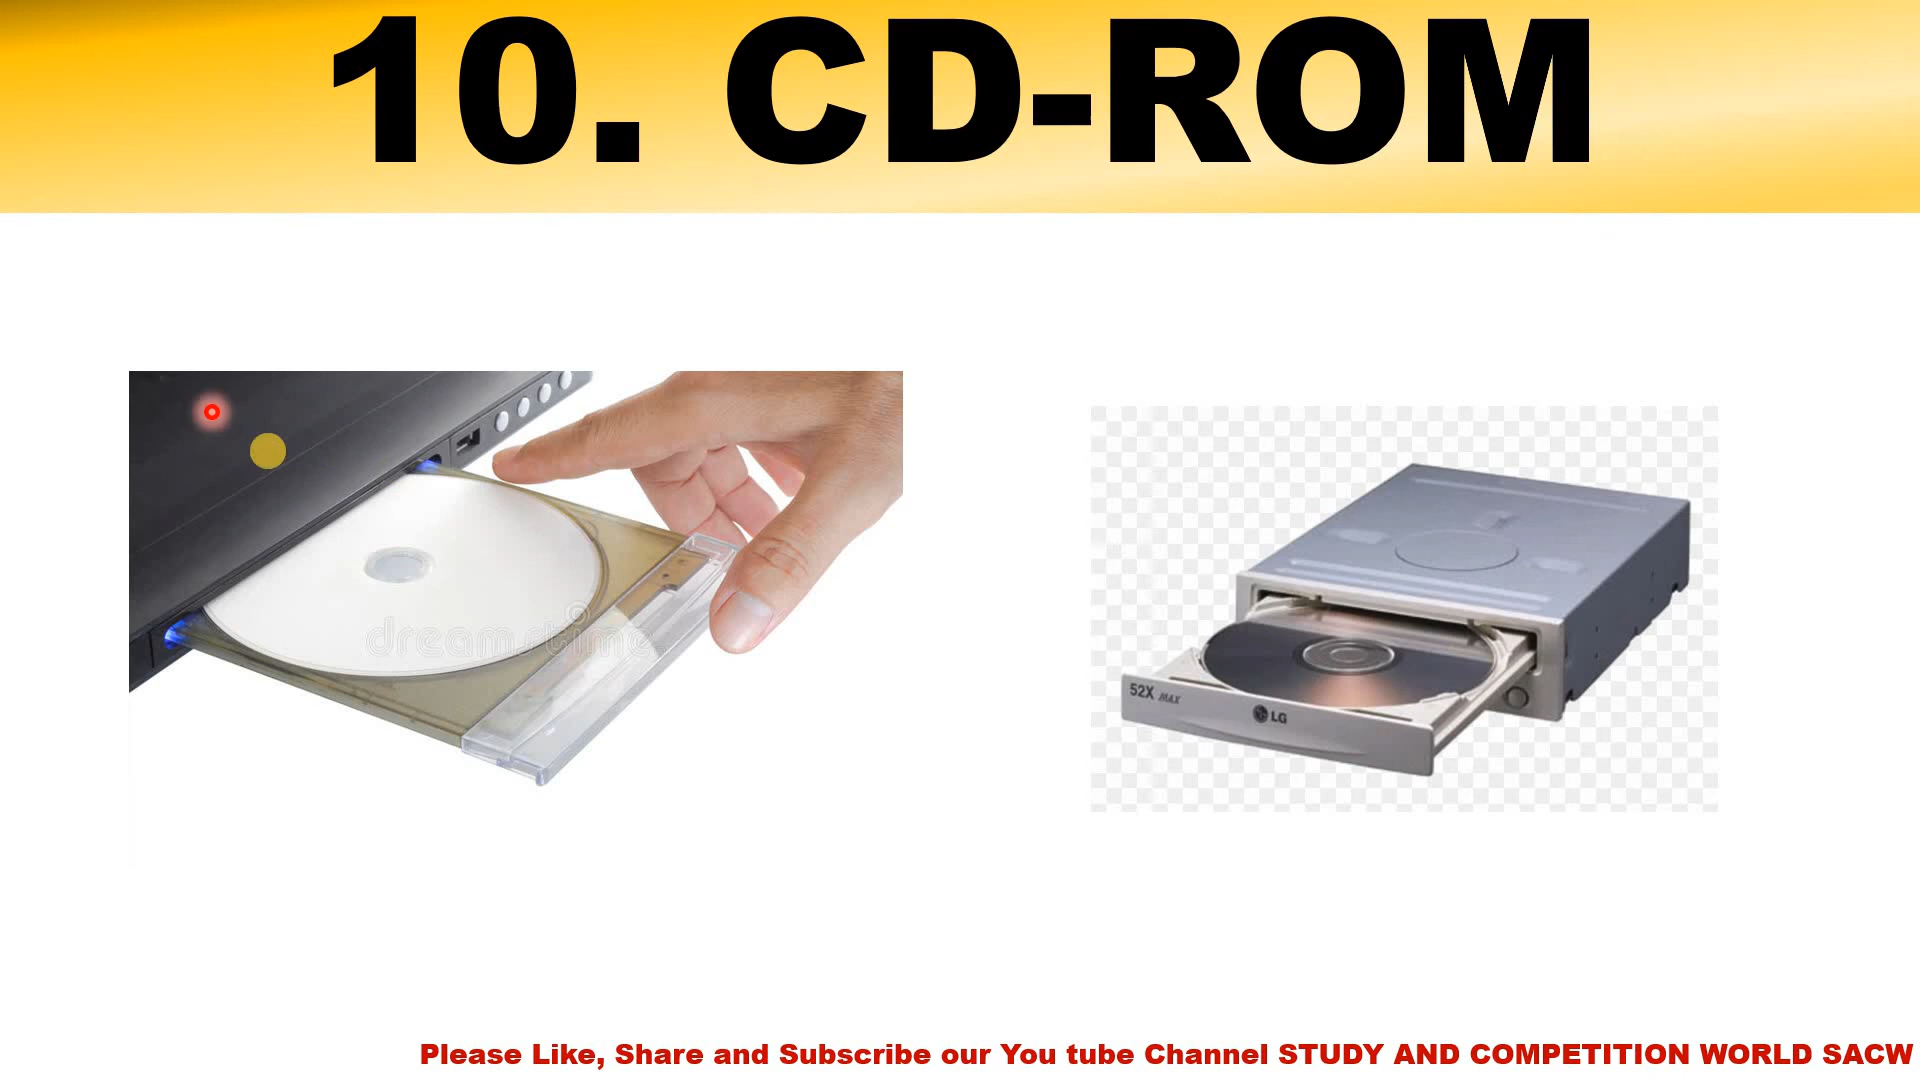 10. CD-ROM
dreamstime
52X MAX
LG
Please Like, Share and Subscribe our You tube Channel STUDY AND COMPETITION WORLD SACW